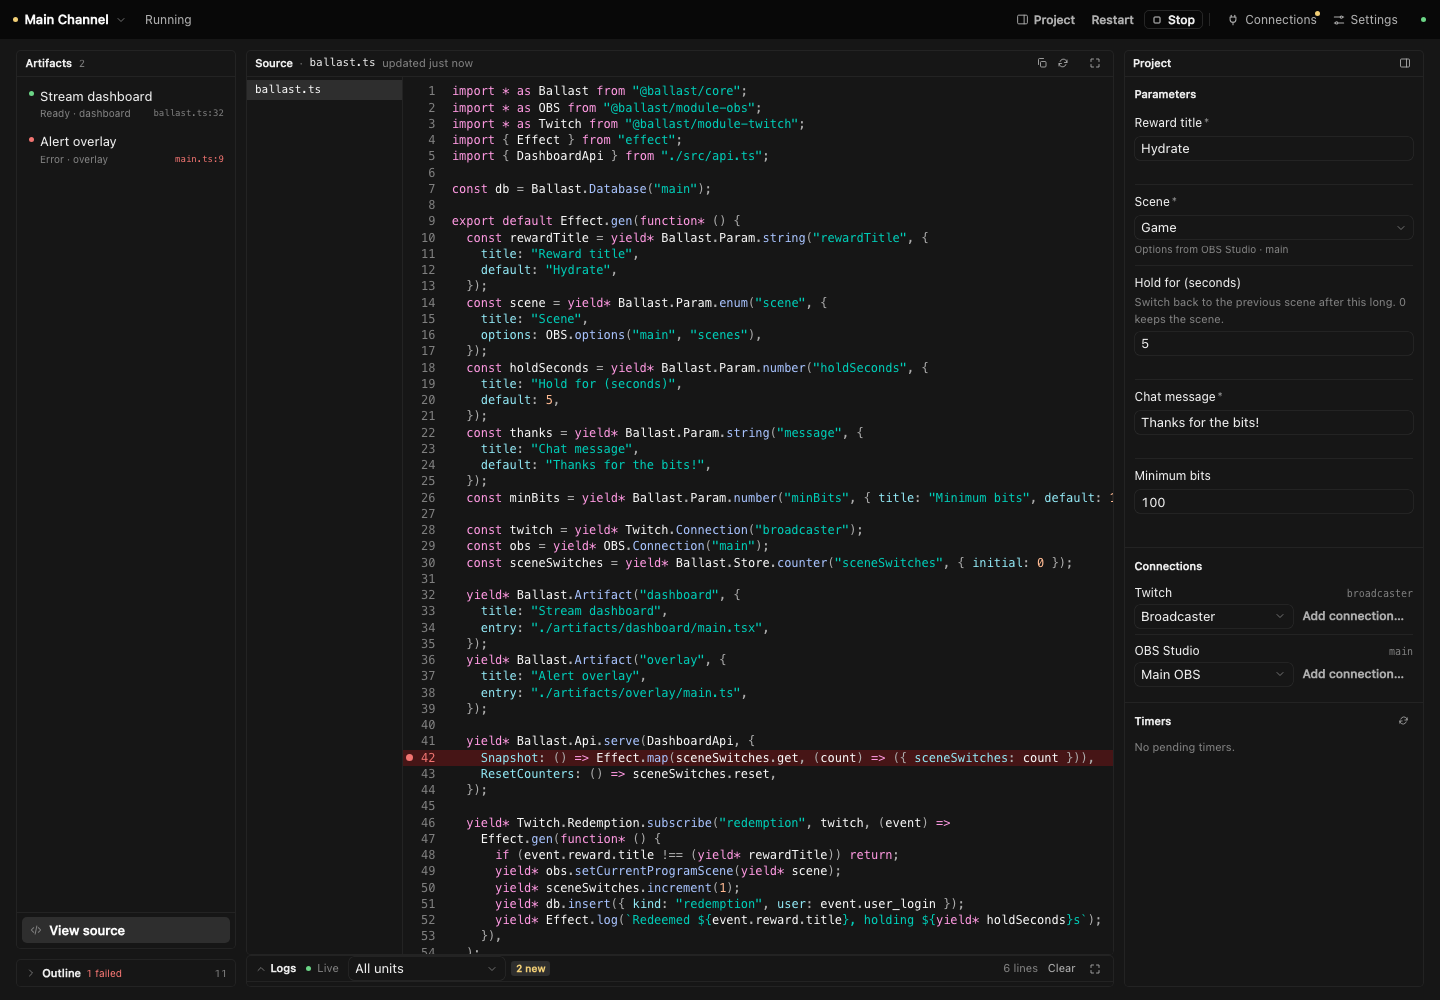 Main Channel
Running
Project
Restart
Stop
Connections
Settings
Artifacts 2
Stream dashboard
Ready · dashboard ballast.ts:32
Alert overlay
Error · overlay main.ts:9
View source
Outline 1 failed 11
Source · ballast.ts updated just now
ballast.ts
1 import * as Ballast from "@ballast/core";
2 import * as OBS from "@ballast/module-obs";
3 import * as Twitch from "@ballast/module-twitch";
4 import { Effect } from "effect";
5 import { DashboardApi } from "./src/api.ts";
6
7 const db = Ballast.Database("main");
8
9 export default Effect.gen(function* () {
10 const rewardTitle = yield* Ballast.Param.string("rewardTitle", {
11 title: "Reward title",
12 default: "Hydrate",
13 });
14 const scene = yield* Ballast.Param.enum("scene", {
15 title: "Scene",
16 options: OBS.options("main", "scenes"),
17 });
18 const holdSeconds = yield* Ballast.Param.number("holdSeconds", {
19 title: "Hold for (seconds)",
20 default: 5,
21 });
22 const thanks = yield* Ballast.Param.string("message", {
23 title: "Chat message",
24 default: "Thanks for the bits!",
25 });
26 const minBits = yield* Ballast.Param.number("minBits", { title: "Minimum bits", default: 1
27
28 const twitch = yield* Twitch.Connection("broadcaster");
29 const obs = yield* OBS.Connection("main");
30 const sceneSwitches = yield* Ballast.Store.counter("sceneSwitches", { initial: 0 });
31
32 yield* Ballast.Artifact("dashboard", {
33 title: "Stream dashboard",
34 entry: "./artifacts/dashboard/main.tsx",
35 });
36 yield* Ballast.Artifact("overlay", {
37 title: "Alert overlay",
38 entry: "./artifacts/overlay/main.ts",
39 });
40
41 yield* Ballast.Api.serve(DashboardApi, {
42 Snapshot: () => Effect.map(sceneSwitches.get, (count) => ({ sceneSwitches: count })),
43 ResetCounters: () => sceneSwitches.reset,
44 });
45
46 yield* Twitch.Redemption.subscribe("redemption", twitch, (event) =>
47 Effect.gen(function* () {
48 if (event.reward.title !== (yield* rewardTitle)) return;
49 yield* obs.setCurrentProgramScene(yield* scene);
50 yield* sceneSwitches.increment(1);
51 yield* db.insert({ kind: "redemption", user: event.user_login });
52 yield* Effect.log(`Redeemed ${event.reward.title}, holding ${yield* holdSeconds}s`);
53 }),
54 );
Logs
Live
All units
2 new
6 lines
Clear
Project
Parameters
Reward title*
Hydrate
Scene*
Game
Options from OBS Studio · main
Hold for (seconds)
Switch back to the previous scene after this long. 0
keeps the scene.
5
Chat message*
Thanks for the bits!
Minimum bits
100
Connections
Twitch broadcaster
Broadcaster Add connection...
OBS Studio main
Main OBS Add connection...
Timers
No pending timers.